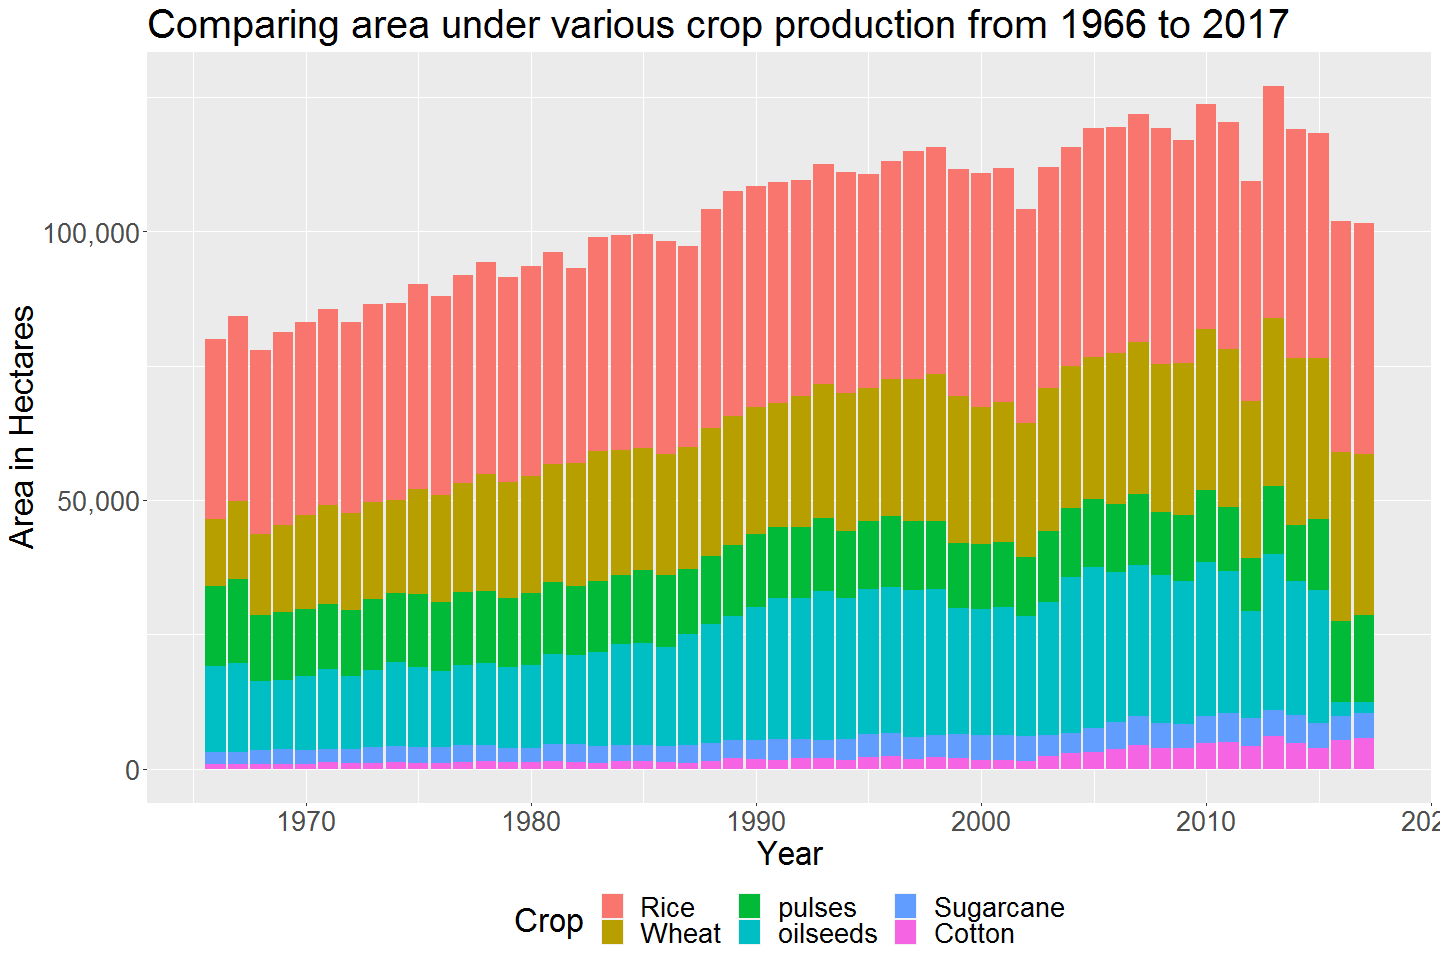 Comparing area under various crop production from 1966 to 2017
Area in Hectares
100,000
50,000
0
1970 1980 1990 2000 2010 202
Year
Crop
Rice pulses Sugarcane
Wheat oilseeds Cotton